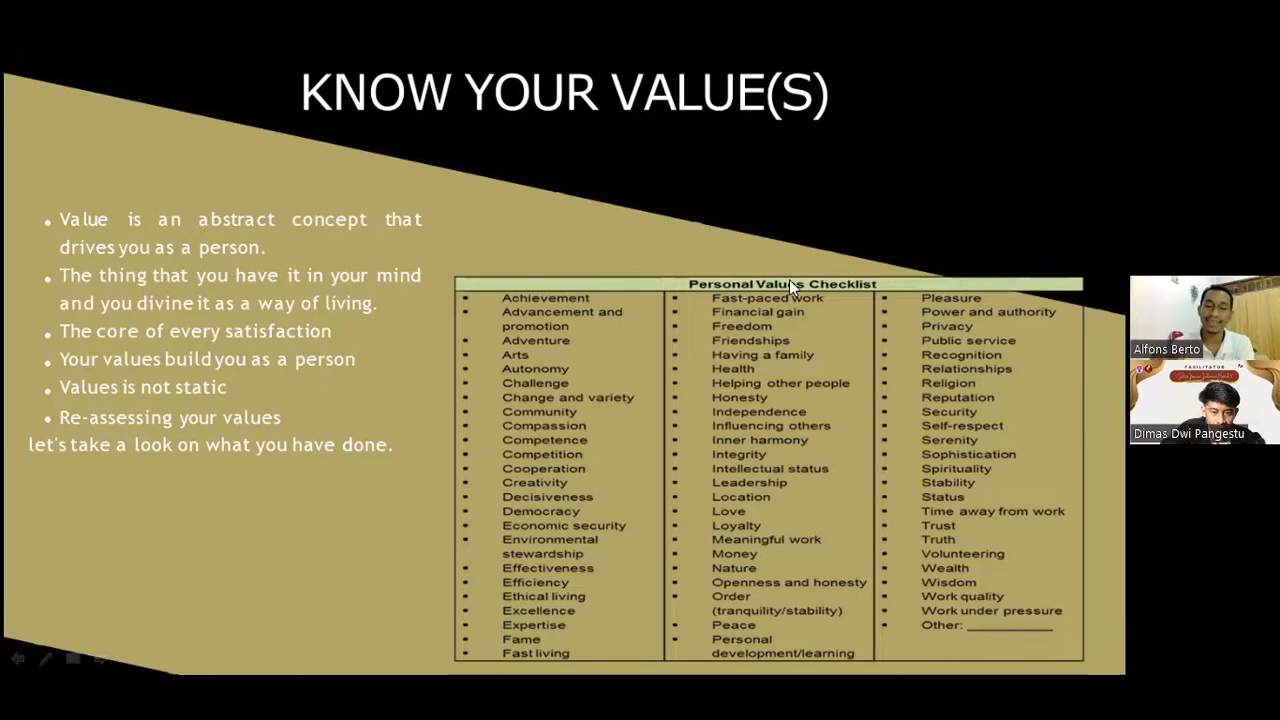 KNOW YOUR VALUE(S)
• Value is an abstract concept that
drives you as a person.
• The thing that you have it in your mind
and you divine it as a way of living.
• The core of every satisfaction
• Your values build you as a person
• Values is not static
• Re-assessing your values
let's take a look on what you have done.
Personal Values Checklist
▪ Achievement
▪ Advancement and
promotion
▪ Adventure
▪ Arts
▪ Autonomy
▪ Challenge
▪ Change and variety
▪ Community
▪ Compassion
▪ Competence
▪ Competition
▪ Cooperation
▪ Creativity
▪ Decisiveness
▪ Democracy
▪ Economic security
▪ Environmental
stewardship
▪ Effectiveness
▪ Efficiency
▪ Ethical living
▪ Excellence
▪ Expertise
▪ Fame
▪ Fast living
▪ Fast-paced work
▪ Financial gain
▪ Freedom
▪ Friendships
▪ Having a family
▪ Health
▪ Helping other people
▪ Honesty
▪ Independence
▪ Influencing others
▪ Inner harmony
▪ Integrity
▪ Intellectual status
▪ Leadership
▪ Location
▪ Love
▪ Loyalty
▪ Meaningful work
▪ Money
▪ Nature
▪ Openness and honesty
▪ Order
(tranquility/stability)
▪ Peace
▪ Personal
development/learning
▪ Pleasure
▪ Power and authority
▪ Privacy
▪ Public service
▪ Recognition
▪ Relationships
▪ Religion
▪ Reputation
▪ Security
▪ Self-respect
▪ Serenity
▪ Sophistication
▪ Spirituality
▪ Stability
▪ Status
▪ Time away from work
▪ Trust
▪ Truth
▪ Volunteering
▪ Wealth
▪ Wisdom
▪ Work quality
▪ Work under pressure
▪ Other: ____________
Alfons Berto
FASILITATOR
Dimas Dwi Pangestu